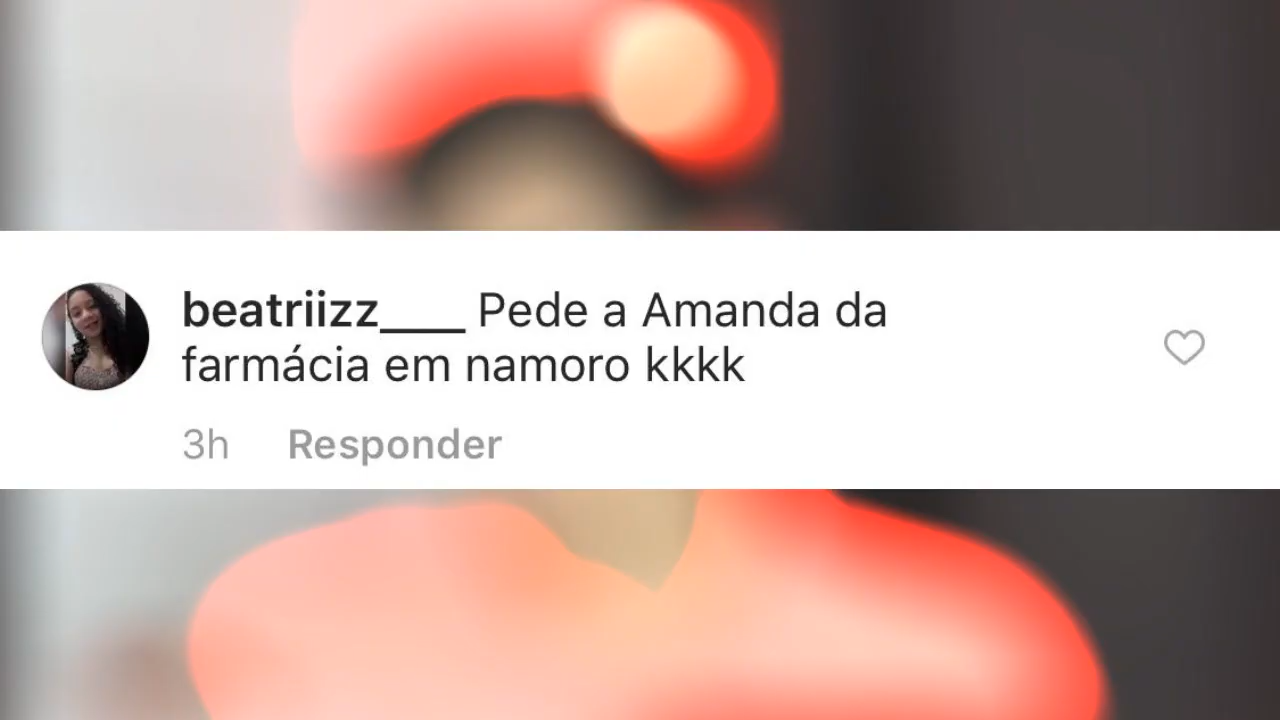 beatriizz____ Pede a Amanda da
farmácia em namoro kkkk
3h Responder